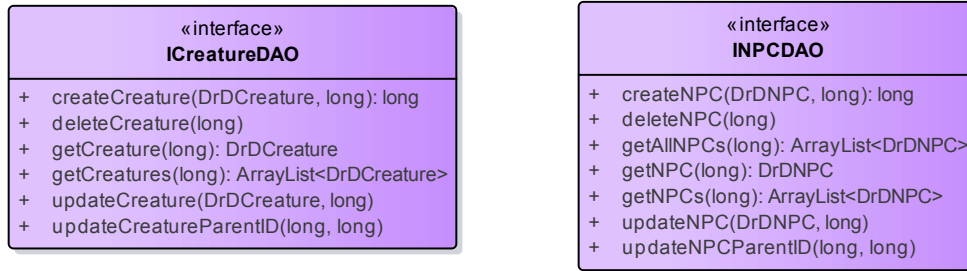 «interface»
ICreatureDAO
+ createCreature(DrDCreature, long): long
+ deleteCreature(long)
+ getCreature(long): DrDCreature
+ getCreatures(long): ArrayList<DrDCreature>
+ updateCreature(DrDCreature, long)
+ updateCreatureParentID(long, long)
«interface»
INPCDAO
+ createNPC(DrDNPC, long): long
+ deleteNPC(long)
+ getAllNPCs(long): ArrayList<DrDNPC>
+ getNPC(long): DrDNPC
+ getNPCs(long): ArrayList<DrDNPC>
+ updateNPC(DrDNPC, long)
+ updateNPCParentID(long, long)